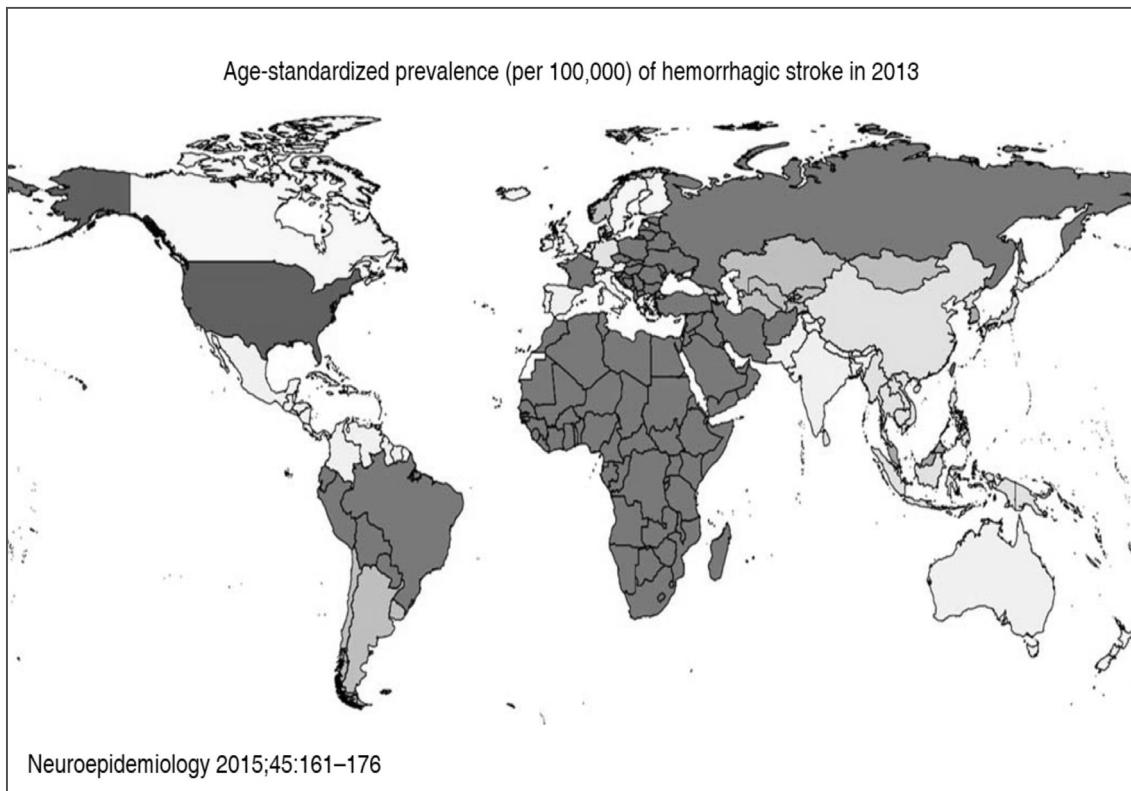 Age-standardized prevalence (per 100,000) of hemorrhagic stroke in 2013
Neuroepidemiology 2015;45:161–176